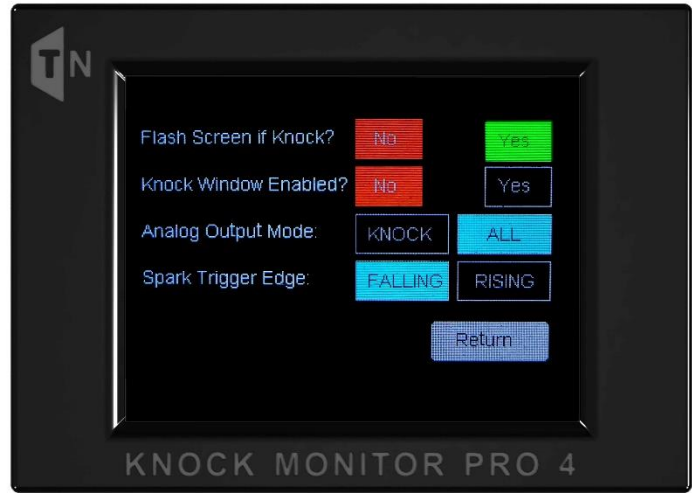 TN
Flash Screen if Knock? No Yes
Knock Window Enabled? No Yes
Analog Output Mode: KNOCK ALL
Spark Trigger Edge: FALLING RISING
Return
KNOCK MONITOR PRO 4